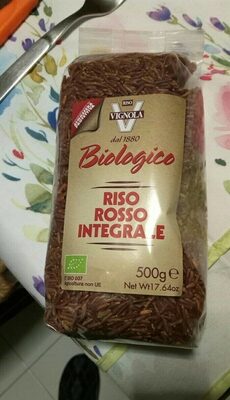 RISO
VIGNOLA
V
dal 1880
Biologico
RISO
ROSSO
INTEGRALE
500g e
Net Wt 17.64oz
Agricoltura non UE